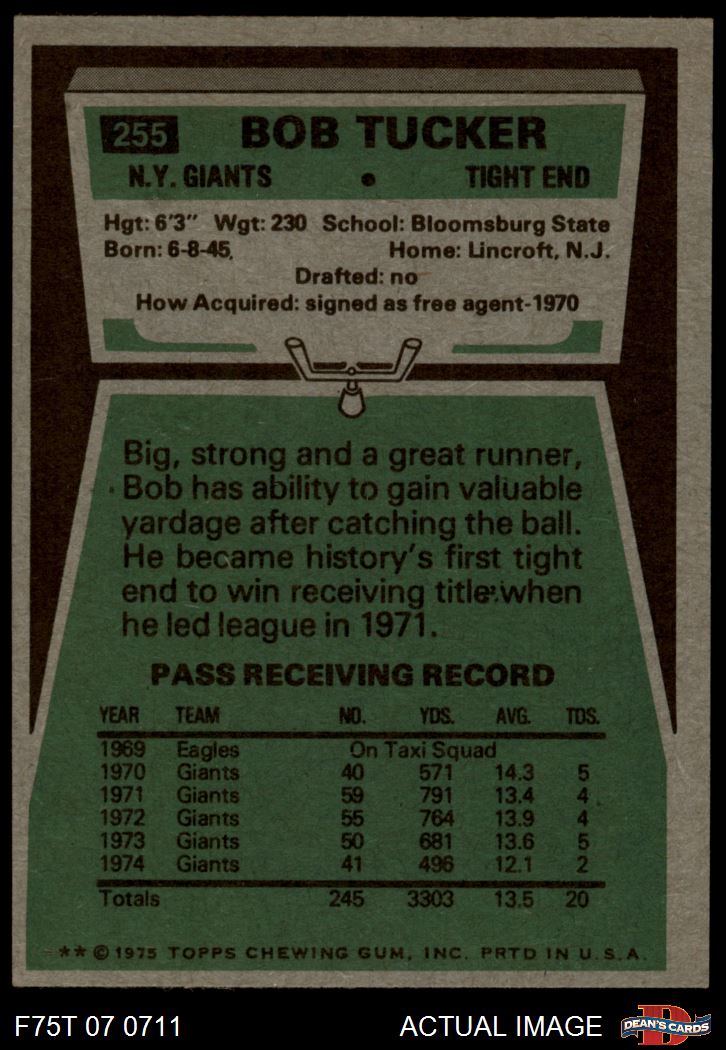 255 BOB TUCKER
N.Y. GIANTS • TIGHT END
Hgt: 6'3" Wgt: 230 School: Bloomsburg State
Born: 6-8-45. Home: Lincroft, N.J.
Drafted: no
How Acquired: signed as free agent-1970
Big, strong and a great runner,
Bob has ability to gain valuable
yardage after catching the ball.
He became history's first tight
end to win receiving title when
he led league in 1971.
PASS RECEIVING RECORD
YEAR TEAM NO. YDS. AVG. TDS.
1969 Eagles On Taxi Squad
1970 Giants 40 571 14.3 5
1971 Giants 59 791 13.4 4
1972 Giants 55 764 13.9 4
1973 Giants 50 681 13.6 5
1974 Giants 41 496 12.1 2
Totals 245 3303 13.5 20
** © 1975 TOPPS CHEWING GUM, INC. PRTD IN U.S.A.
F75T 07 0711 ACTUAL IMAGE D DEAN'S CARDS